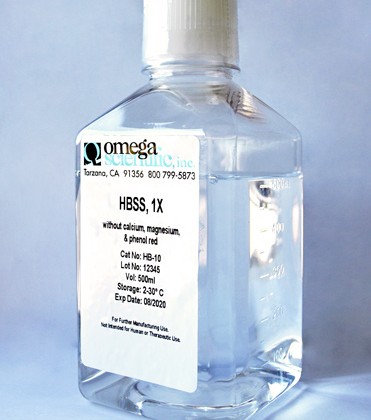 omega
scientific, inc.
Tarzana, CA 91356 800 799-5873
HBSS, 1X
without calcium, magnesium,
& phenol red
Cat No: HB-10
Lot No: 12345
Vol: 500ml
Storage: 2-30° C
Exp Date: 08/2020
For Further Manufacturing Use.
Not Intended for Human or Therapeutic Use.